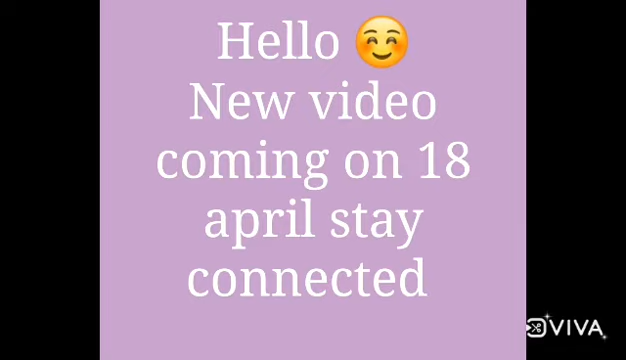 Hello 😊
New video
coming on 18
april stay
connected
VIVA